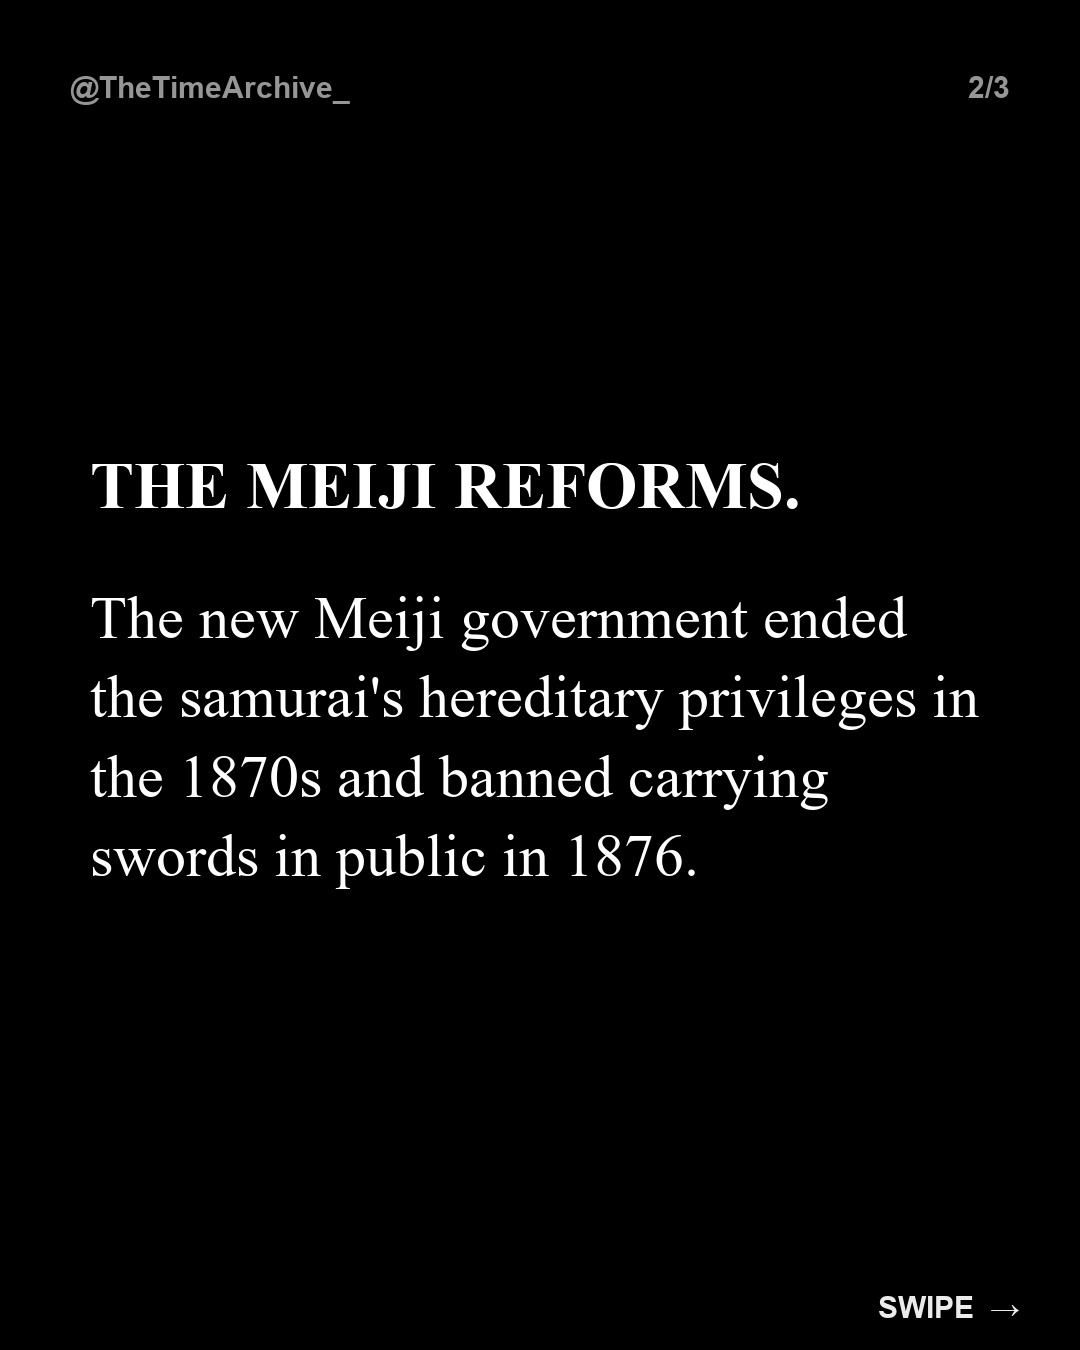 @TheTimeArchive_
2/3
THE MEIJI REFORMS.
The new Meiji government ended
the samurai's hereditary privileges in
the 1870s and banned carrying
swords in public in 1876.
SWIPE →